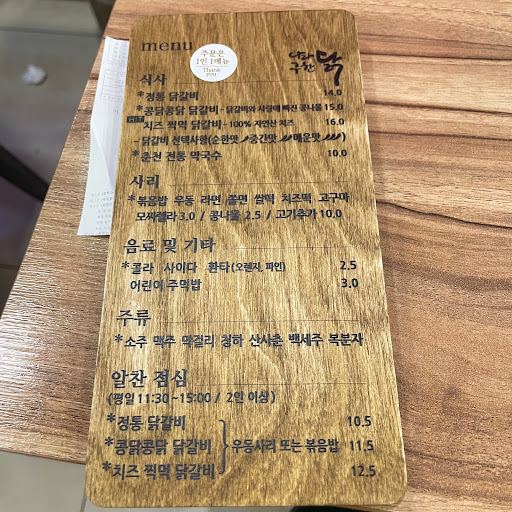 menu
주문은
1인 1메뉴
Thank
you
닭
식사
*정통 닭갈비 14.0
*콩닭콩닭 닭갈비 - 닭갈비와 사랑에 빠진 콩나물 15.0
*치즈 찍먹 닭갈비 - 100% 자연산 치즈 16.0
- 닭갈비 선택사항(순한맛 / 중간맛 매운맛)
*춘천 전통 막국수 10.0
사리
*볶음밥 우동 라면 쫄면 쌀떡 치즈떡 고구마
모짜렐라 3.0 / 콩나물 2.5 / 고기추가 10.0
음료 및 기타
*콜라 사이다 환타(오렌지, 파인) 2.5
어린이 주먹밥 3.0
주류
*소주 맥주 막걸리 청하 산사춘 백세주 복분자
알찬 점심
(평일 11:30 ~15:00 / 2인 이상)
*정통 닭갈비 10.5
*콩닭콩닭 닭갈비 우동사리 또는 볶음밥 11.5
*치즈 찍먹 닭갈비 12.5